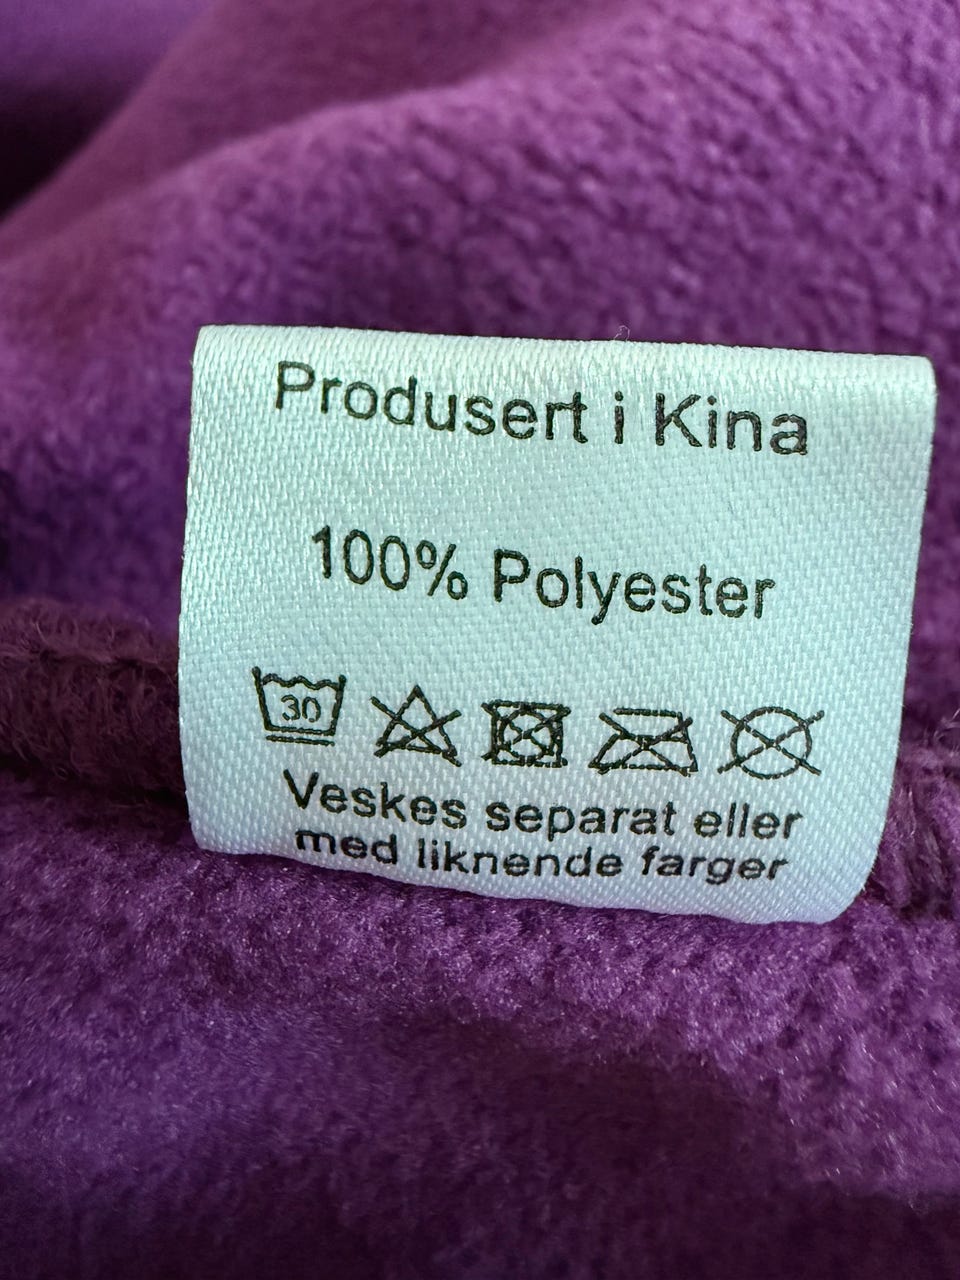 Produsert i Kina
100% Polyester
30
Veskes separat eller
med liknende farger